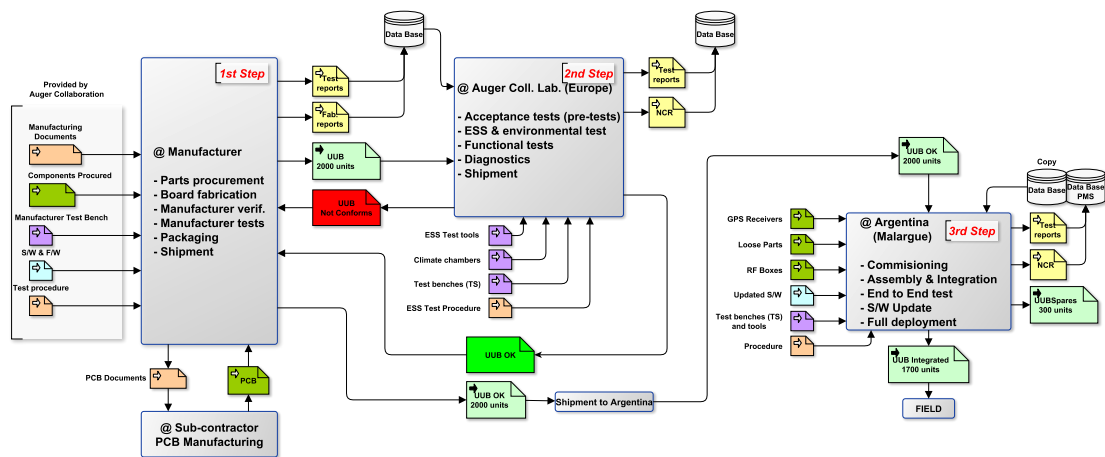 Provided by
Auger Collaboration
Manufacturing
Documents
Components Procured
Manufacturer Test Bench
S/W & F/W
Test procedure
1st Step
@ Manufacturer
- Parts procurement
- Board fabrication
- Manufacturer verif.
- Manufacturer tests
- Packaging
- Shipment
PCB Documents
PCB
@ Sub-contractor
PCB Manufacturing
Test
reports
Fab.
reports
Data Base
UUB
2000 units
UUB
Not Conforms
2nd Step
@ Auger Coll. Lab. (Europe)
- Acceptance tests (pre-tests)
- ESS & environmental test
- Functional tests
- Diagnostics
- Shipment
Test
reports
NCR
Data Base
ESS Test tools
Climate chambers
Test benches (TS)
ESS Test Procedure
UUB OK
UUB OK
2000 units
Shipment to Argentina
UUB OK
2000 units
Copy
Data Base
Data Base
PMS
GPS Receivers
Loose Parts
RF Boxes
Updated S/W
Test benches (TS)
and tools
Procedure
3rd Step
@ Argentina
(Malargue)
- Commisioning
- Assembly & Integration
- End to End test
- S/W Update
- Full deployment
Test
reports
NCR
UUBSpares
300 units
UUB Integrated
1700 units
FIELD